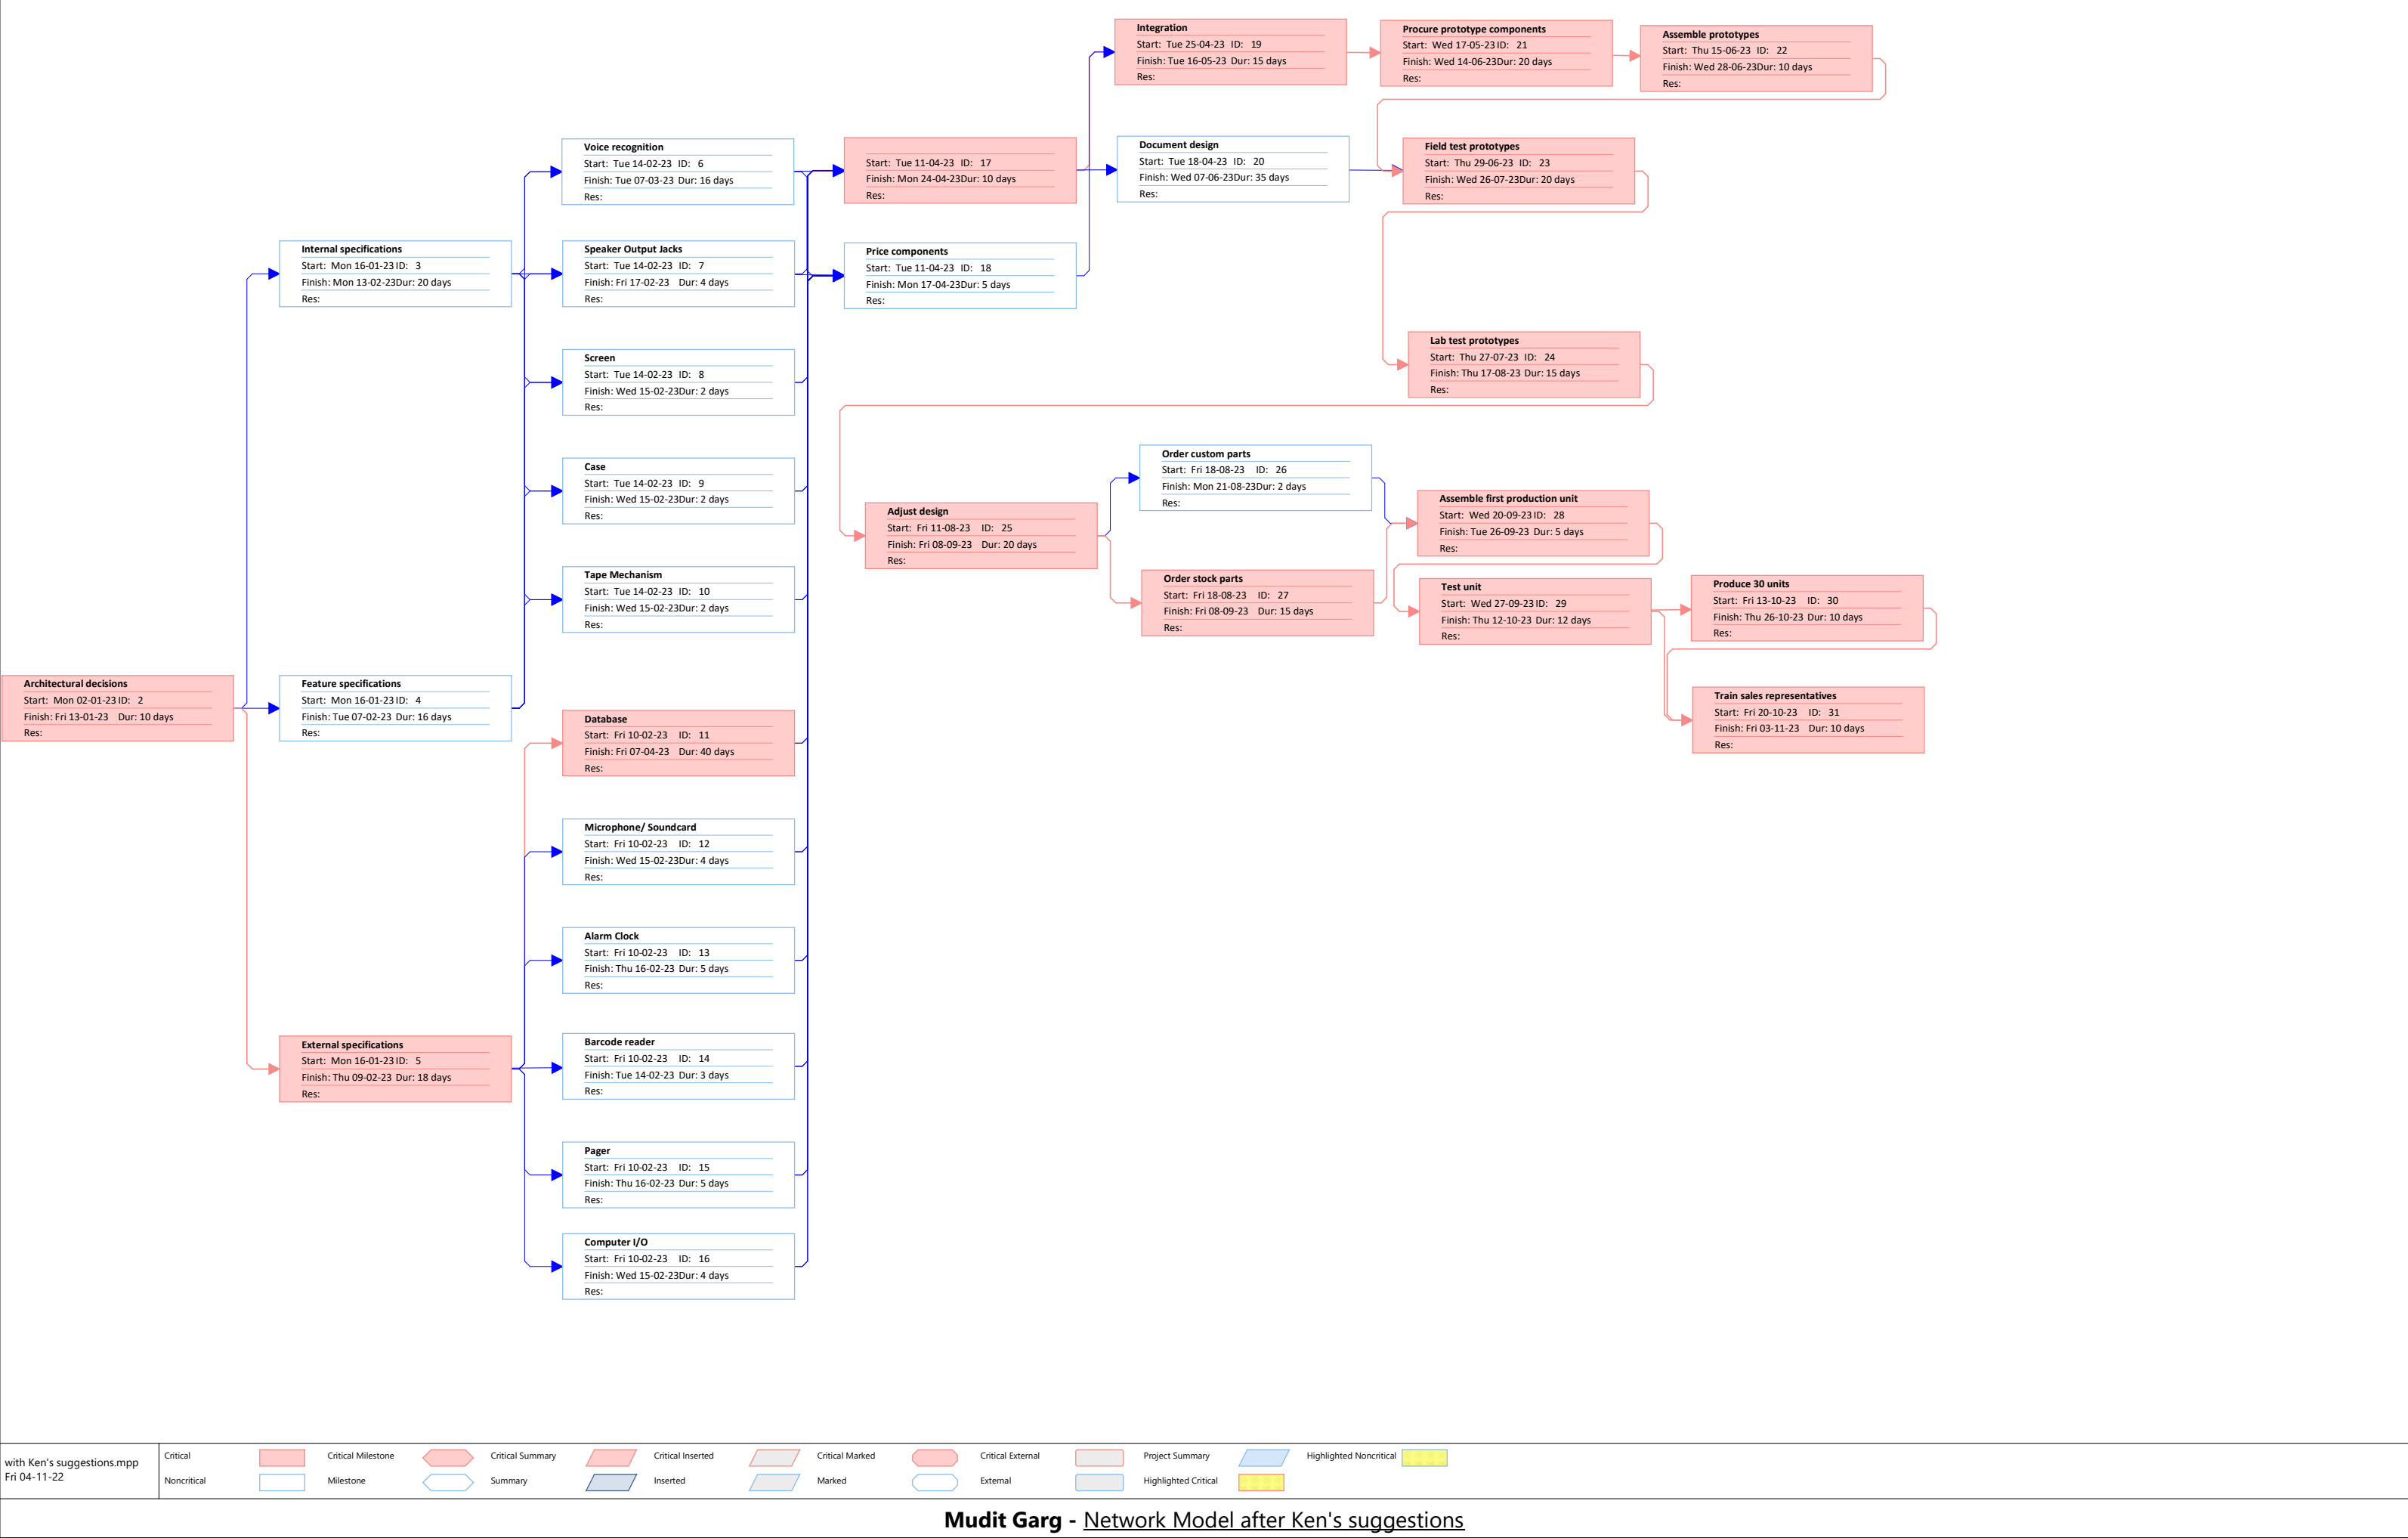 Integration
Start: Tue 25-04-23 ID: 19
Finish: Tue 16-05-23 Dur: 15 days
Res:
Procure prototype components
Start: Wed 17-05-23 ID: 21
Finish: Wed 14-06-23Dur: 20 days
Res:
Assemble prototypes
Start: Thu 15-06-23 ID: 22
Finish: Wed 28-06-23Dur: 10 days
Res:
Voice recognition
Start: Tue 14-02-23 ID: 6
Finish: Tue 07-03-23 Dur: 16 days
Res:
Start: Tue 11-04-23 ID: 17
Finish: Mon 24-04-23Dur: 10 days
Res:
Document design
Start: Tue 18-04-23 ID: 20
Finish: Wed 07-06-23Dur: 35 days
Res:
Field test prototypes
Start: Thu 29-06-23 ID: 23
Finish: Wed 26-07-23Dur: 20 days
Res:
Internal specifications
Start: Mon 16-01-23 ID: 3
Finish: Mon 13-02-23Dur: 20 days
Res:
Speaker Output Jacks
Start: Tue 14-02-23 ID: 7
Finish: Fri 17-02-23 Dur: 4 days
Res:
Price components
Start: Tue 11-04-23 ID: 18
Finish: Mon 17-04-23Dur: 5 days
Res:
Screen
Start: Tue 14-02-23 ID: 8
Finish: Wed 15-02-23Dur: 2 days
Res:
Lab test prototypes
Start: Thu 27-07-23 ID: 24
Finish: Thu 17-08-23 Dur: 15 days
Res:
Case
Start: Tue 14-02-23 ID: 9
Finish: Wed 15-02-23Dur: 2 days
Res:
Order custom parts
Start: Fri 18-08-23 ID: 26
Finish: Mon 21-08-23Dur: 2 days
Res:
Adjust design
Start: Fri 11-08-23 ID: 25
Finish: Fri 08-09-23 Dur: 20 days
Res:
Assemble first production unit
Start: Wed 20-09-23 ID: 28
Finish: Tue 26-09-23 Dur: 5 days
Res:
Tape Mechanism
Start: Tue 14-02-23 ID: 10
Finish: Wed 15-02-23Dur: 2 days
Res:
Order stock parts
Start: Fri 18-08-23 ID: 27
Finish: Fri 08-09-23 Dur: 15 days
Res:
Test unit
Start: Wed 27-09-23 ID: 29
Finish: Thu 12-10-23 Dur: 12 days
Res:
Produce 30 units
Start: Fri 13-10-23 ID: 30
Finish: Thu 26-10-23 Dur: 10 days
Res:
Architectural decisions
Start: Mon 02-01-23 ID: 2
Finish: Fri 13-01-23 Dur: 10 days
Res:
Feature specifications
Start: Mon 16-01-23 ID: 4
Finish: Tue 07-02-23 Dur: 16 days
Res:
Database
Start: Fri 10-02-23 ID: 11
Finish: Fri 07-04-23 Dur: 40 days
Res:
Train sales representatives
Start: Fri 20-10-23 ID: 31
Finish: Fri 03-11-23 Dur: 10 days
Res:
Microphone/ Soundcard
Start: Fri 10-02-23 ID: 12
Finish: Wed 15-02-23Dur: 4 days
Res:
Alarm Clock
Start: Fri 10-02-23 ID: 13
Finish: Thu 16-02-23 Dur: 5 days
Res:
External specifications
Start: Mon 16-01-23 ID: 5
Finish: Thu 09-02-23 Dur: 18 days
Res:
Barcode reader
Start: Fri 10-02-23 ID: 14
Finish: Tue 14-02-23 Dur: 3 days
Res:
Pager
Start: Fri 10-02-23 ID: 15
Finish: Thu 16-02-23 Dur: 5 days
Res:
Computer I/O
Start: Fri 10-02-23 ID: 16
Finish: Wed 15-02-23Dur: 4 days
Res:
with Ken's suggestions.mpp
Fri 04-11-22
Critical Critical Milestone Critical Summary Critical Inserted Critical Marked Critical External Project Summary Highlighted Noncritical
Noncritical Milestone Summary Inserted Marked External Highlighted Critical
Mudit Garg - Network Model after Ken's suggestions